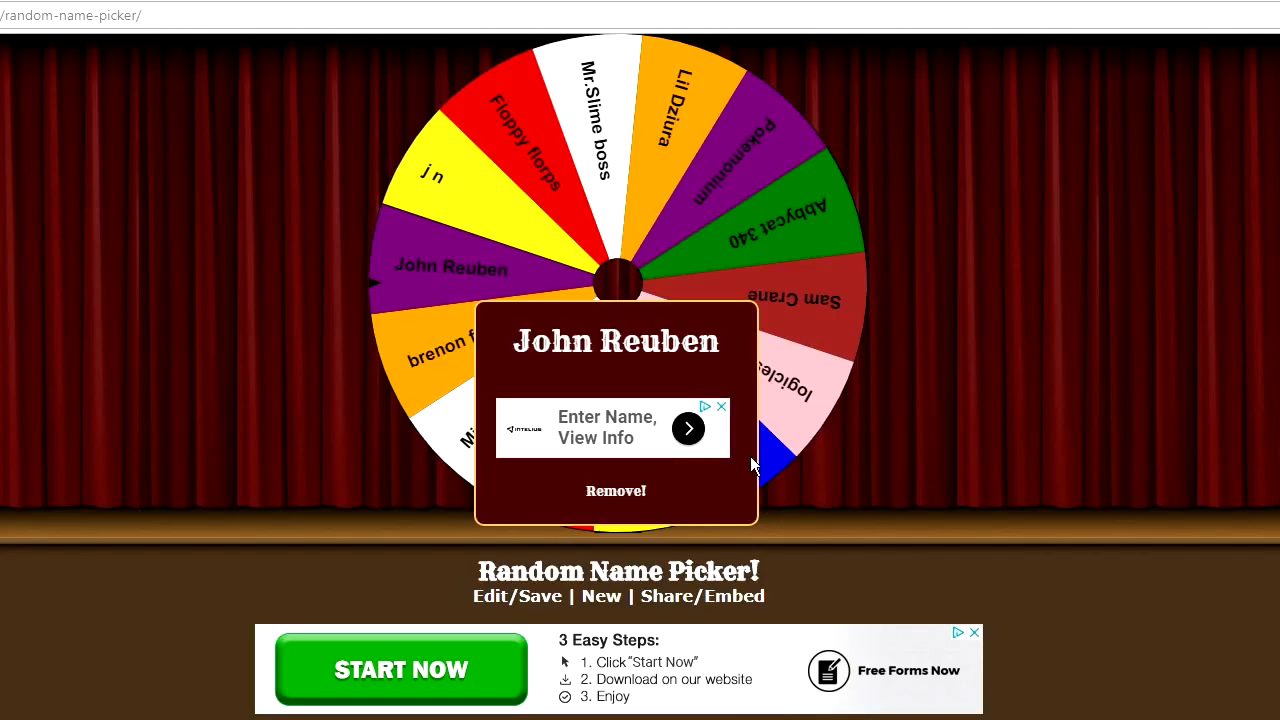 /random-name-picker/
Mr.Slime boss
Lil Dziura
Floppy florps
Pokemonium
j n
Abbycat 340
John Reuben
Sam Crane
brenon
John Reuben
Enter Name,
View Info
INTELIUS
Remove!
Random Name Picker!
Edit/Save | New | Share/Embed
START NOW
3 Easy Steps:
1. Click "Start Now"
2. Download on our website
3. Enjoy
Free Forms Now